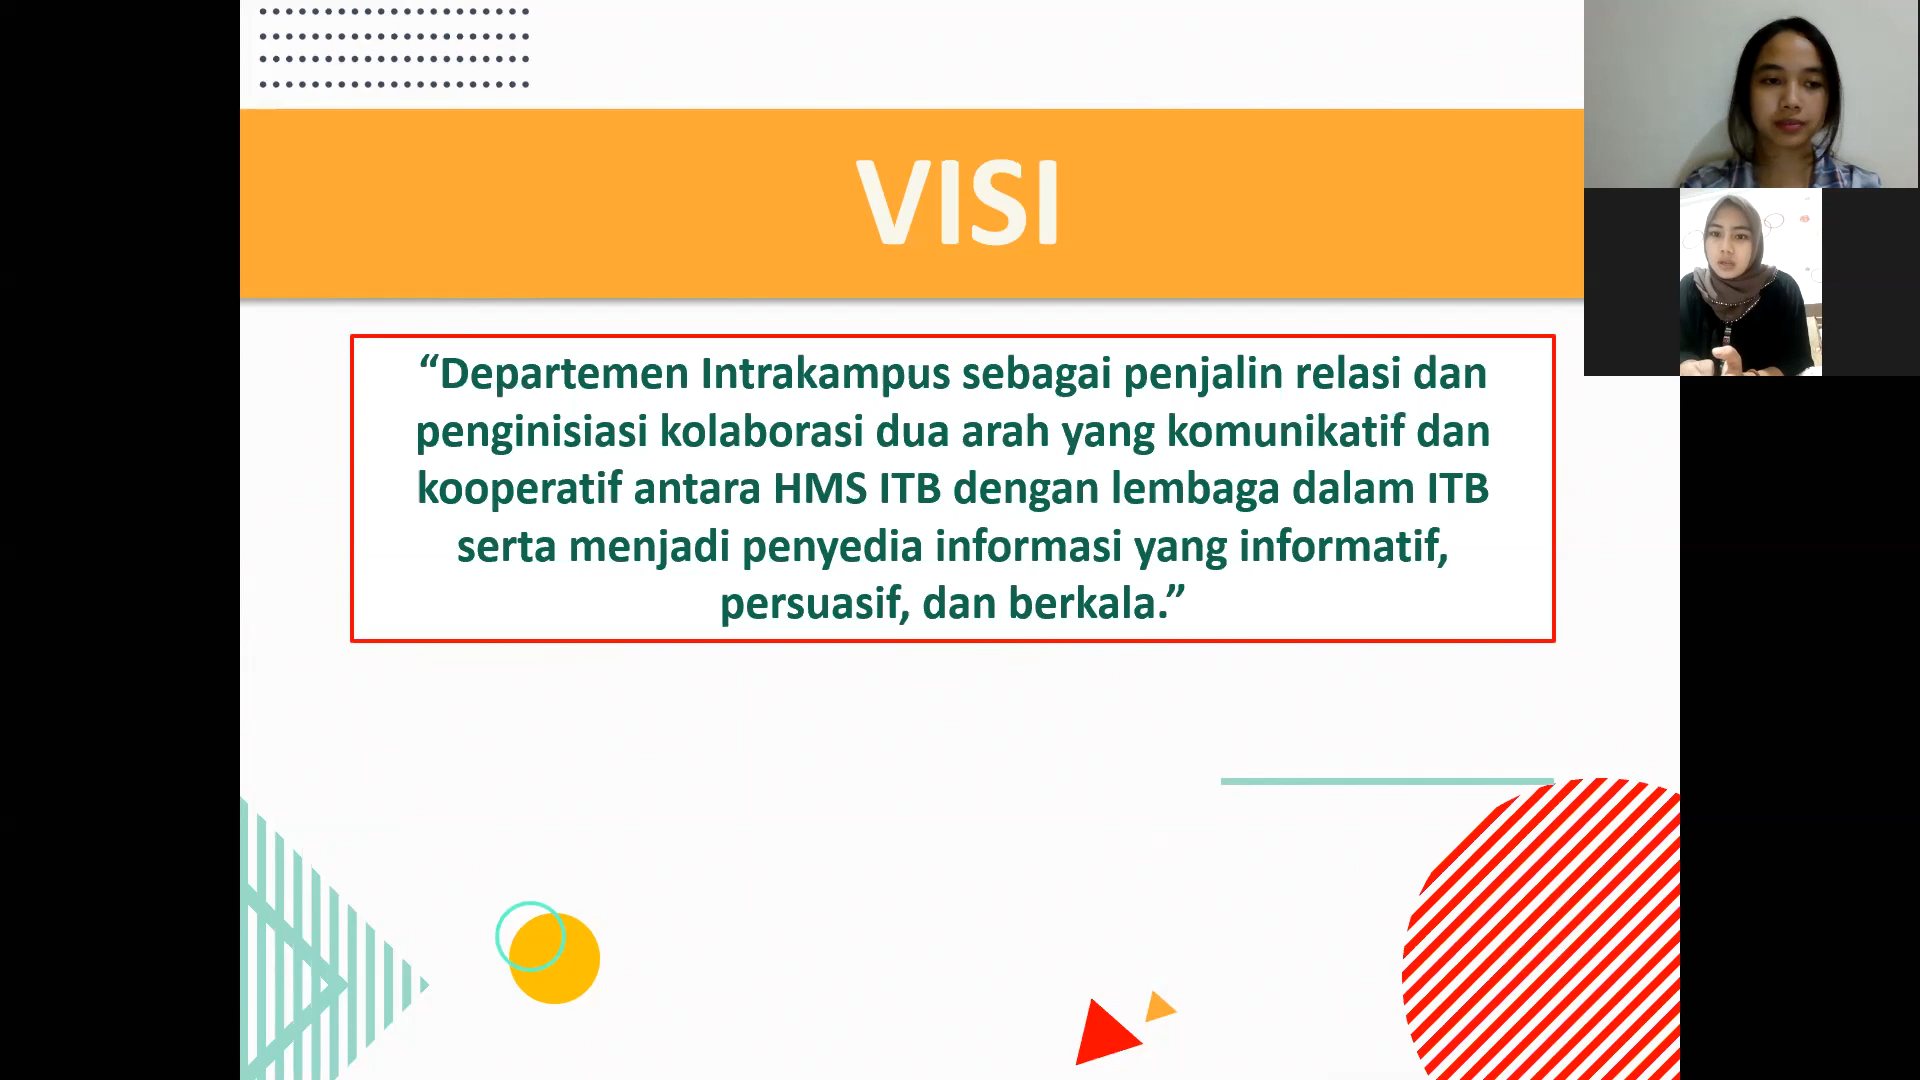 VISI
“Departemen Intrakampus sebagai penjalin relasi dan
penginisiasi kolaborasi dua arah yang komunikatif dan
kooperatif antara HMS ITB dengan lembaga dalam ITB
serta menjadi penyedia informasi yang informatif,
persuasif, dan berkala.”